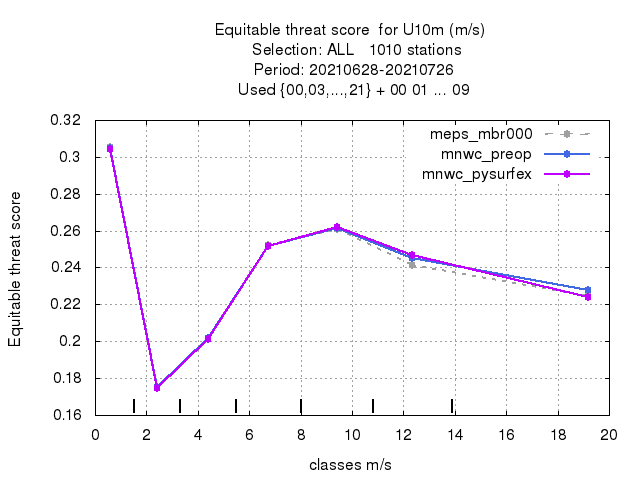 Equitable threat score  for U10m (m/s)
Selection: ALL   1010 stations
Period: 20210628-20210726
Used {00,03,...,21} + 00 01 ... 09
meps_mbr000
mnwc_preop
mnwc_pysurfex
Equitable threat score
0.32
0.3
0.28
0.26
0.24
0.22
0.2
0.18
0.16
0 2 4 6 8 10 12 14 16 18 20
classes m/s